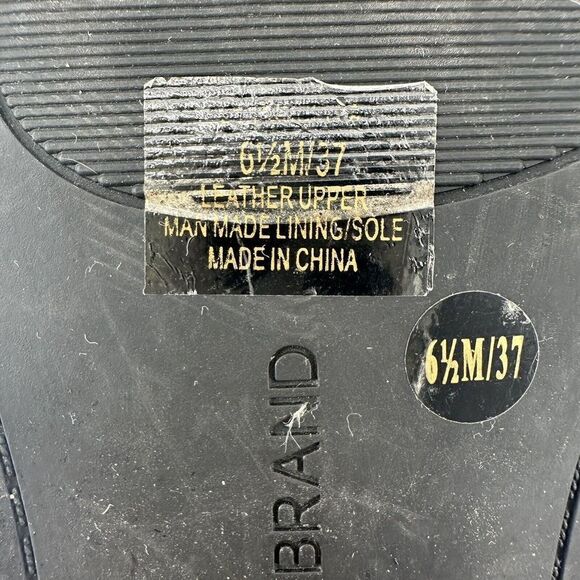 6½M/37
LEATHER UPPER
MAN MADE LINING/SOLE
MADE IN CHINA
6½M/37
BRAND